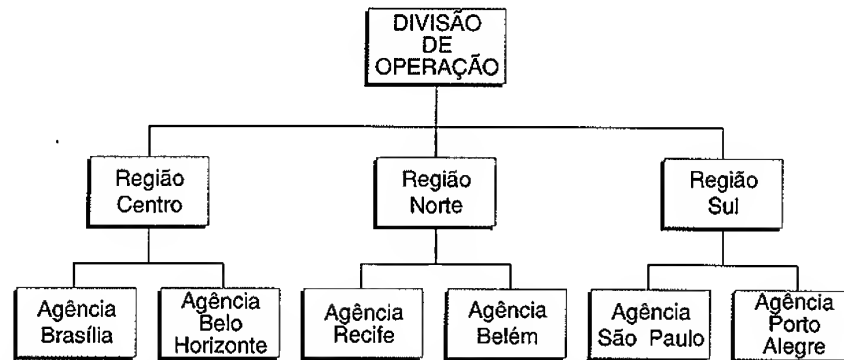 DIVISÃO
DE
OPERAÇÃO
Região
Centro
Região
Norte
Região
Sul
Agência
Brasília
Agência
Belo
Horizonte
Agência
Recife
Agência
Belém
Agência
São Paulo
Agência
Porto
Alegre